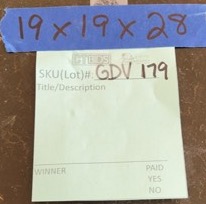 19 x 19 x 28
SKU(Lot)#: GDV 179
Title/Description
WINNER PAID
YES
NO